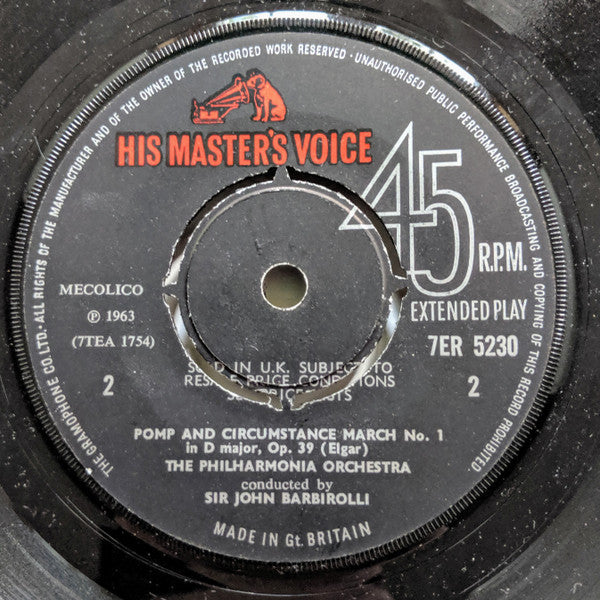 THE GRAMOPHONE CO. LTD. · ALL RIGHTS OF THE MANUFACTURER AND OF THE OWNER OF THE RECORDED WORK RESERVED · UNAUTHORISED PUBLIC PERFORMANCE BROADCASTING AND COPYING OF THIS RECORD PROHIBITED
HIS MASTER'S VOICE
45
R.P.M.
EXTENDED PLAY
7ER 5230
MECOLICO
℗ 1963
(7TEA 1754)
IN U.K. SUBJECT TO
PRICE CONDITIONS
2
2
POMP AND CIRCUMSTANCE MARCH No. 1
in D major, Op. 39 (Elgar)
THE PHILHARMONIA ORCHESTRA
conducted by
SIR JOHN BARBIROLLI
MADE IN Gt. BRITAIN